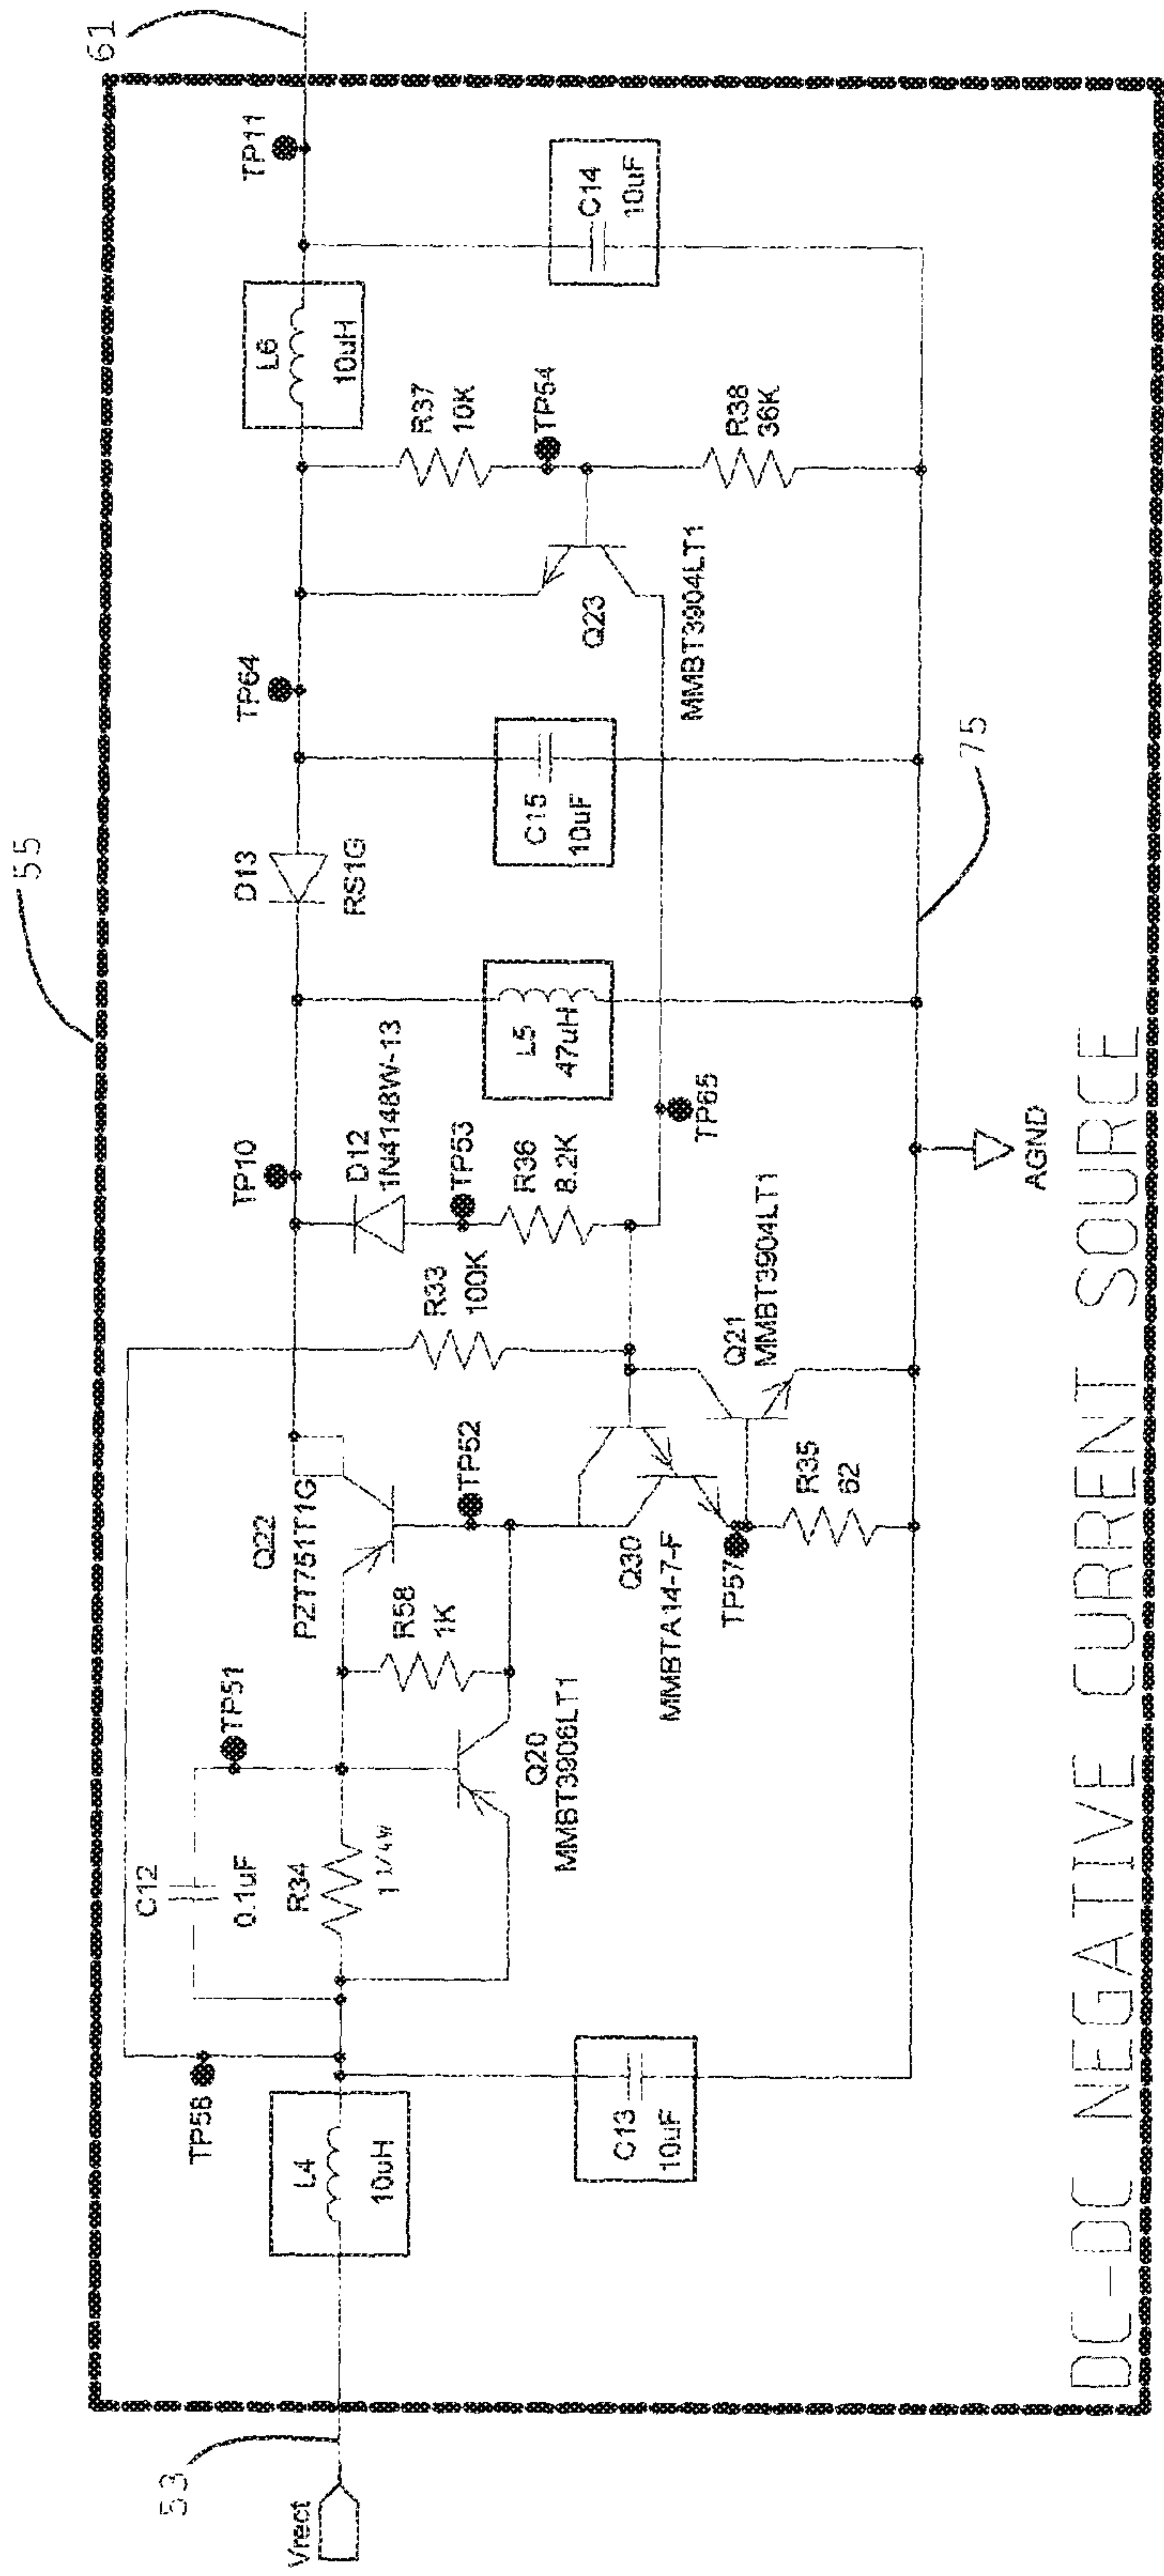 55
61
53
75
Vrect
L4
10uH
TP58
C13
10uF
C12
0.1uF
TP51
R34
1 1/4W
Q20
MMBT3906LT1
R58
1K
Q22
PZT751T1G
TP52
Q30
MMBTA14-7-F
TP57
R35
62
Q21
MMBT3904LT1
R33
100K
TP10
D12
1N4148W-13
TP53
R36
8.2K
TP65
L5
47uH
D13
RS1G
C15
10uF
TP64
Q23
MMBT3904LT1
R37
10K
TP54
R38
36K
L6
10uH
C14
10uF
TP11
AGND
DC-DC NEGATIVE CURRENT SOURCE